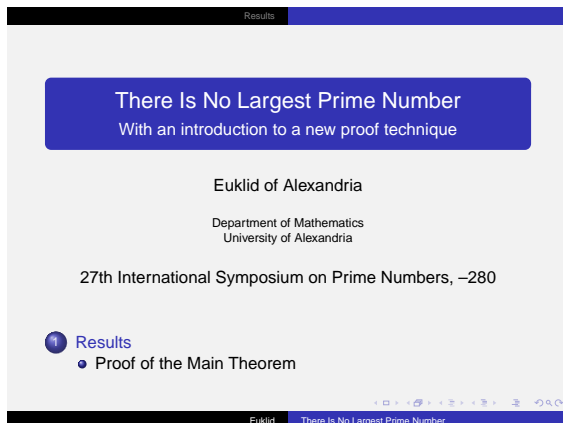 Results
There Is No Largest Prime Number
With an introduction to a new proof technique
Euklid of Alexandria
Department of Mathematics
University of Alexandria
27th International Symposium on Prime Numbers, –280
1 Results
Proof of the Main Theorem
Euklid There Is No Largest Prime Number